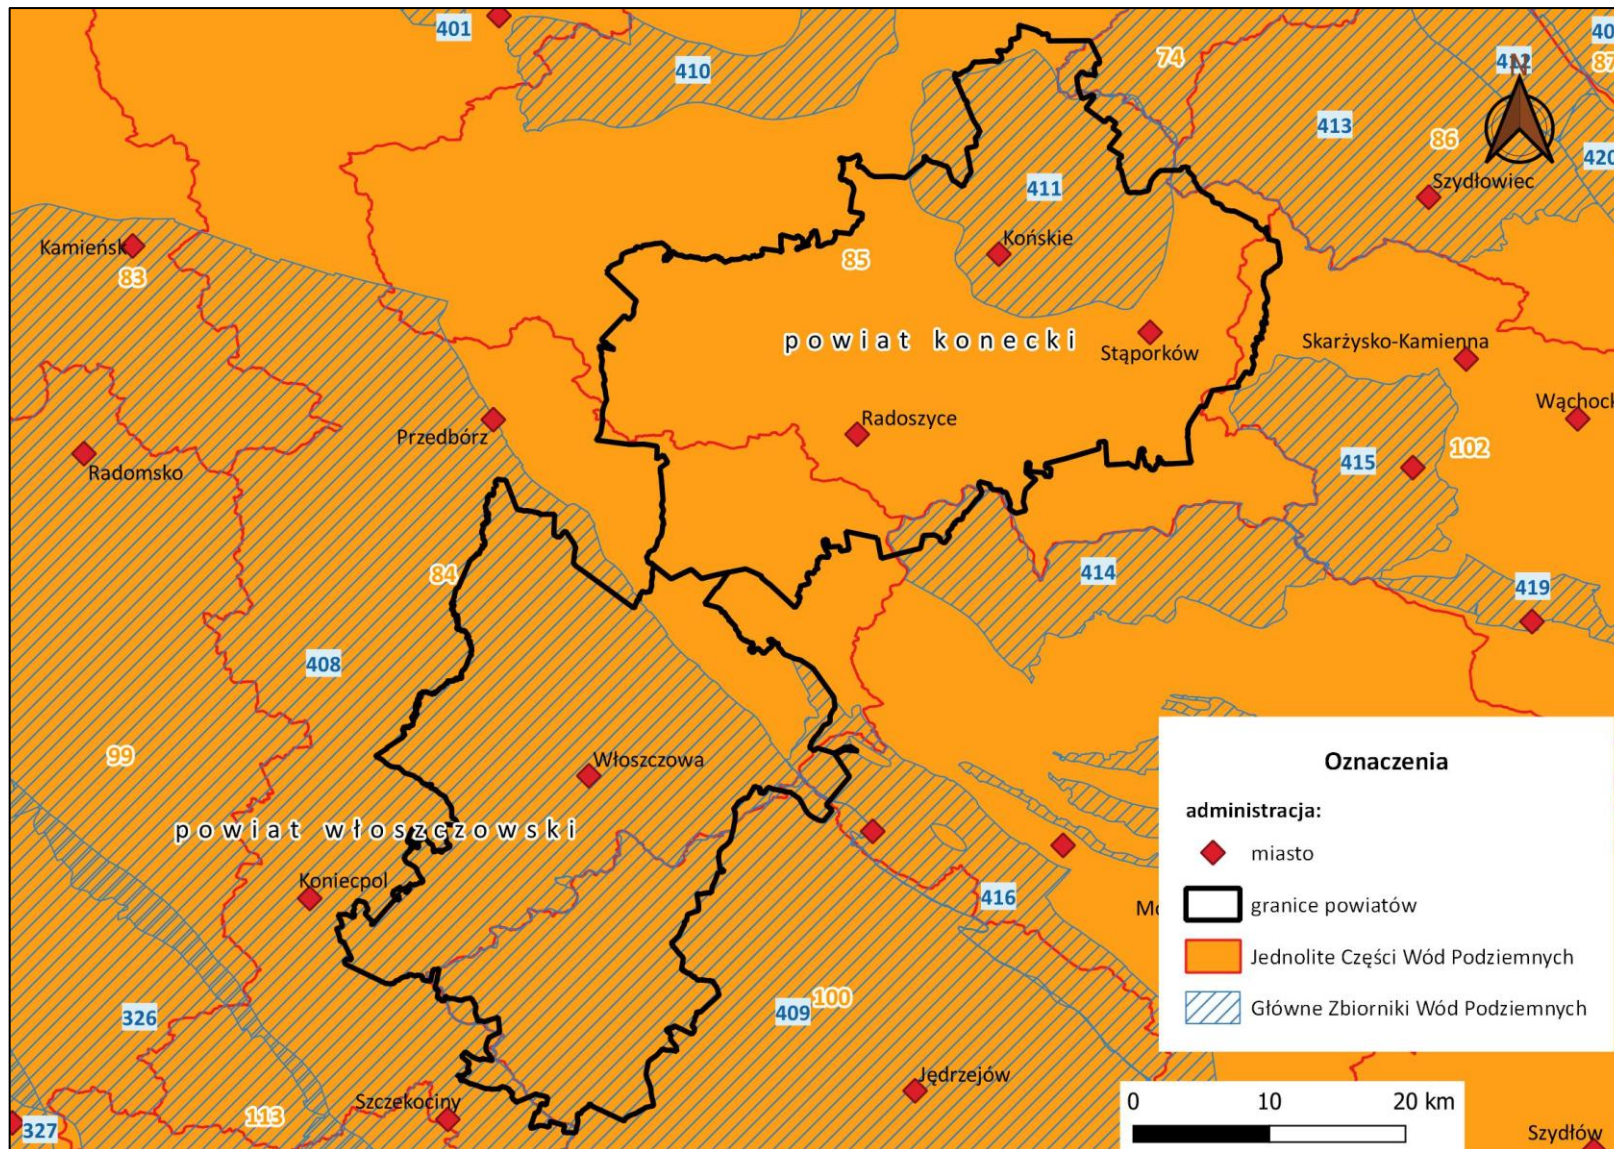 401
410
74
412
N
40
87
413
86
420
Szydłowiec
411
Kamieńsk
83
Końskie
85
powiat konecki
Stąporków
Skarżysko-Kamienna
Wąchock
Przedbórz
Radoszyce
Radomsko
415
102
84
414
419
408
99
Włoszczowa
powiat włoszczowski
Koniecpol
416
326
409
100
Jędrzejów
Szczekociny
113
327
Oznaczenia
administracja:
miasto
granice powiatów
Jednolite Części Wód Podziemnych
Główne Zbiorniki Wód Podziemnych
0 10 20 km
Szydłów